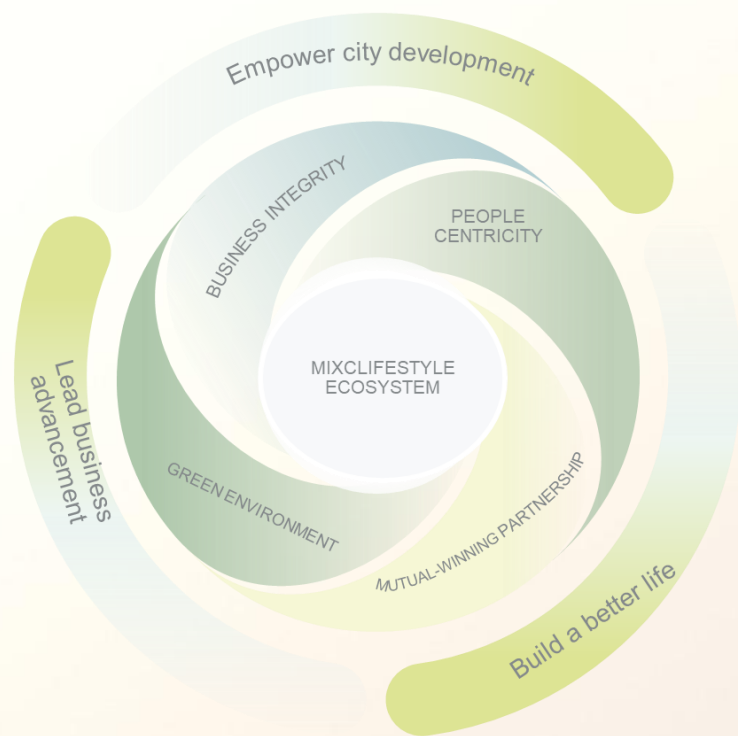 Empower city development
BUSINESS INTEGRITY
PEOPLE
CENTRICITY
MIXCLIFESTYLE
ECOSYSTEM
Lead business
advancement
GREEN ENVIRONMENT
MUTUAL-WINNING PARTNERSHIP
Build a better life